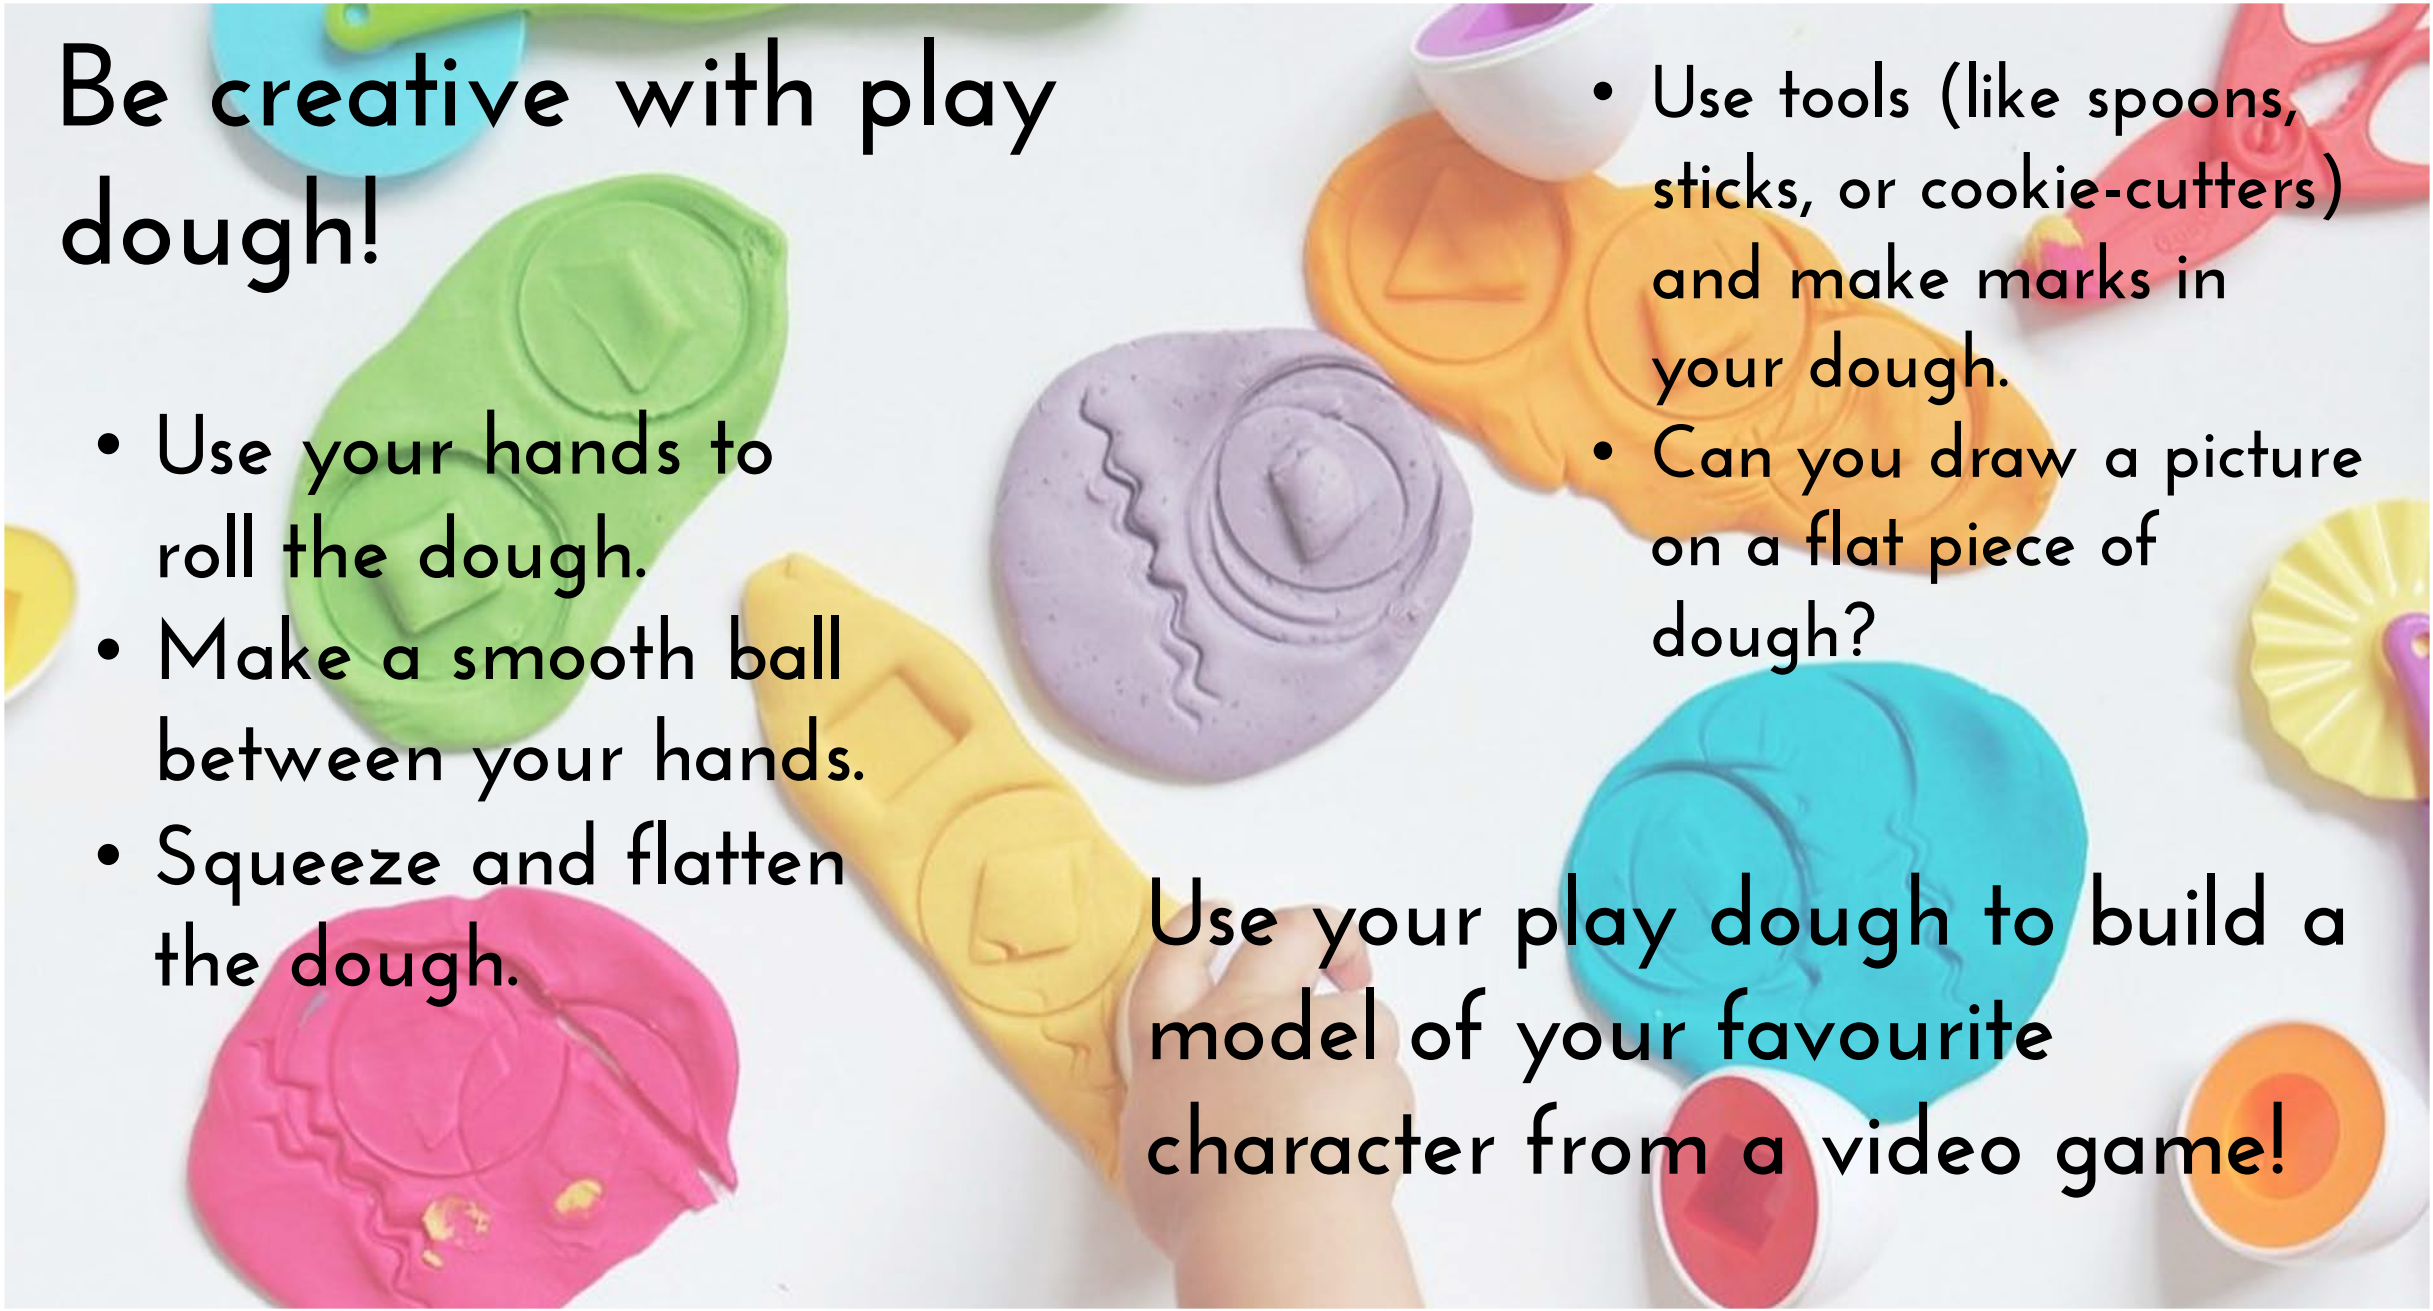 Be creative with play
dough!
• Use your hands to
roll the dough.
• Make a smooth ball
between your hands.
• Squeeze and flatten
the dough.
• Use tools (like spoons,
sticks, or cookie-cutters)
and make marks in
your dough.
• Can you draw a picture
on a flat piece of
dough?
Use your play dough to build a
model of your favourite
character from a video game!